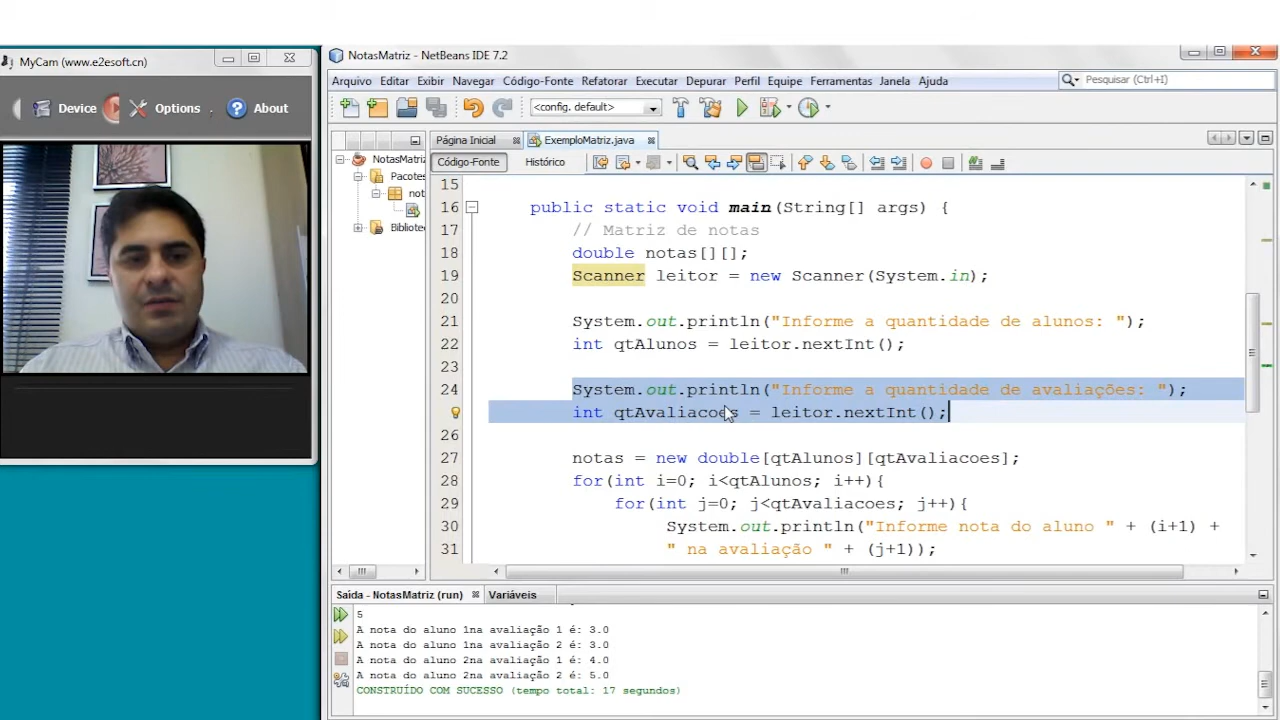 MyCam (www.e2esoft.cn)
Device
Options
About
NotasMatriz - NetBeans IDE 7.2
Arquivo Editar Exibir Navegar Código-Fonte Refatorar Executar Depurar Perfil Equipe Ferramentas Janela Ajuda
Pesquisar (Ctrl+I)
<config. default>
Página Inicial
ExemploMatriz.java
Código-Fonte
Histórico
NotasMatriz
Pacotes
not
Bibliote
15
16 public static void main(String[] args) {
17 // Matriz de notas
18 double notas[][];
19 Scanner leitor = new Scanner(System.in);
20
21 System.out.println("Informe a quantidade de alunos: ");
22 int qtAlunos = leitor.nextInt();
23
24 System.out.println("Informe a quantidade de avaliações: ");
int qtAvaliacoes = leitor.nextInt();
26
27 notas = new double[qtAlunos][qtAvaliacoes];
28 for(int i=0; i<qtAlunos; i++){
29 for(int j=0; j<qtAvaliacoes; j++){
30 System.out.println("Informe nota do aluno " + (i+1) +
31 " na avaliação " + (j+1));
Saída - NotasMatriz (run)
Variáveis
5
A nota do aluno 1na avaliação 1 é: 3.0
A nota do aluno 1na avaliação 2 é: 3.0
A nota do aluno 2na avaliação 1 é: 4.0
A nota do aluno 2na avaliação 2 é: 5.0
CONSTRUÍDO COM SUCESSO (tempo total: 17 segundos)